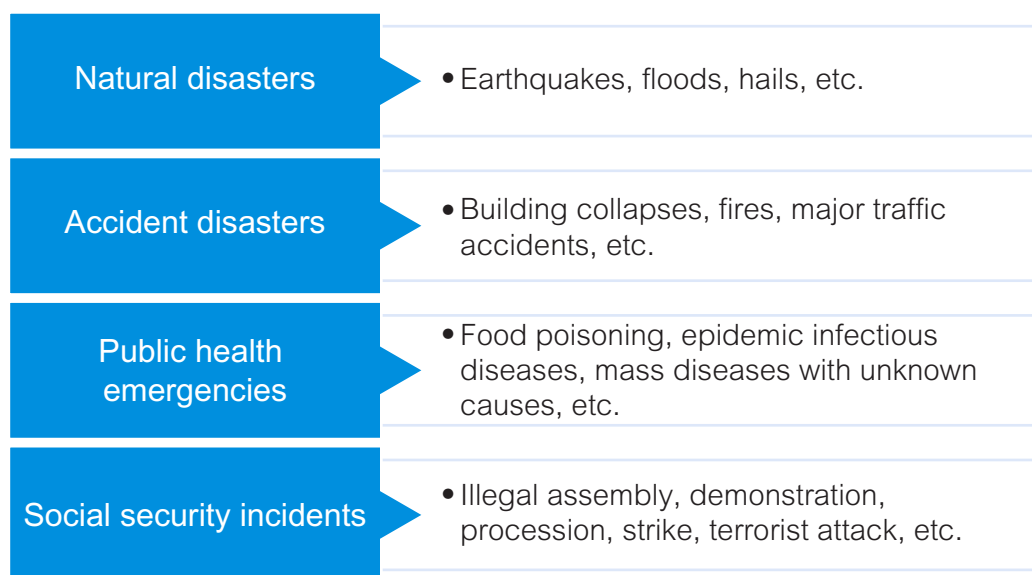 Natural disasters
• Earthquakes, floods, hails, etc.
Accident disasters
• Building collapses, fires, major traffic
accidents, etc.
Public health
emergencies
• Food poisoning, epidemic infectious
diseases, mass diseases with unknown
causes, etc.
Social security incidents
• Illegal assembly, demonstration,
procession, strike, terrorist attack, etc.